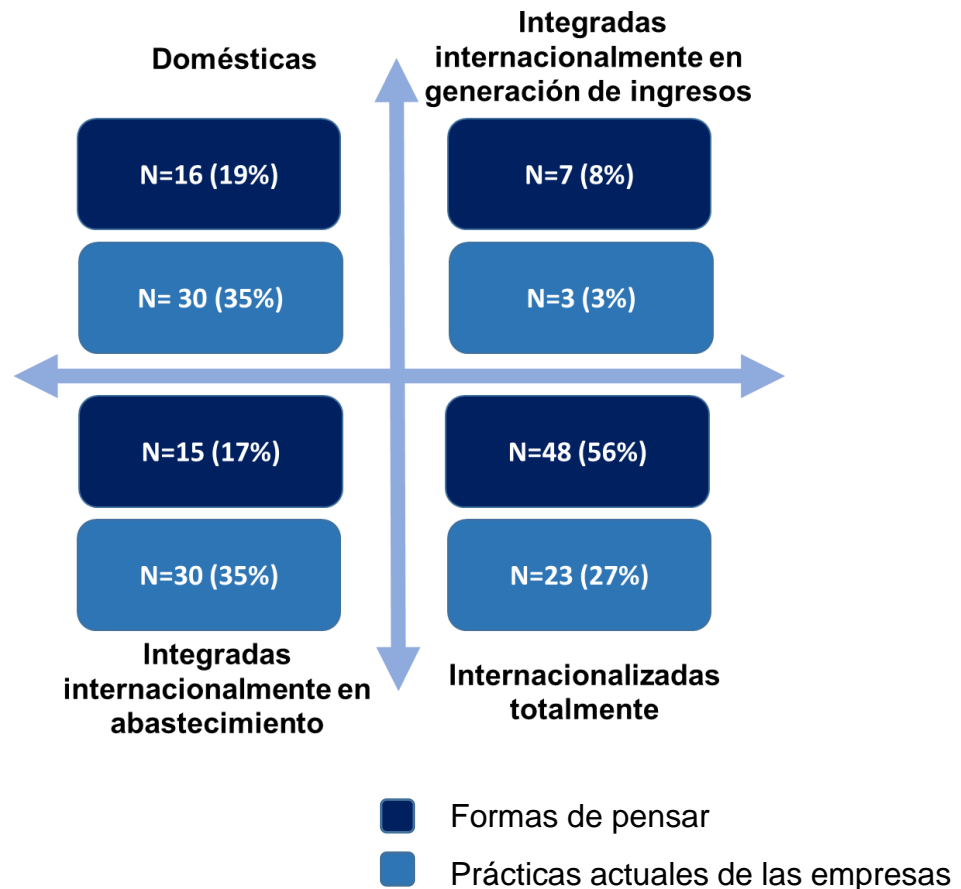 Domésticas
Integradas
internacionalmente en
generación de ingresos
N=16 (19%)
N=7 (8%)
N= 30 (35%)
N=3 (3%)
N=15 (17%)
N=48 (56%)
N=30 (35%)
N=23 (27%)
Integradas
internacionalmente en
abastecimiento
Internacionalizadas
totalmente
Formas de pensar
Prácticas actuales de las empresas